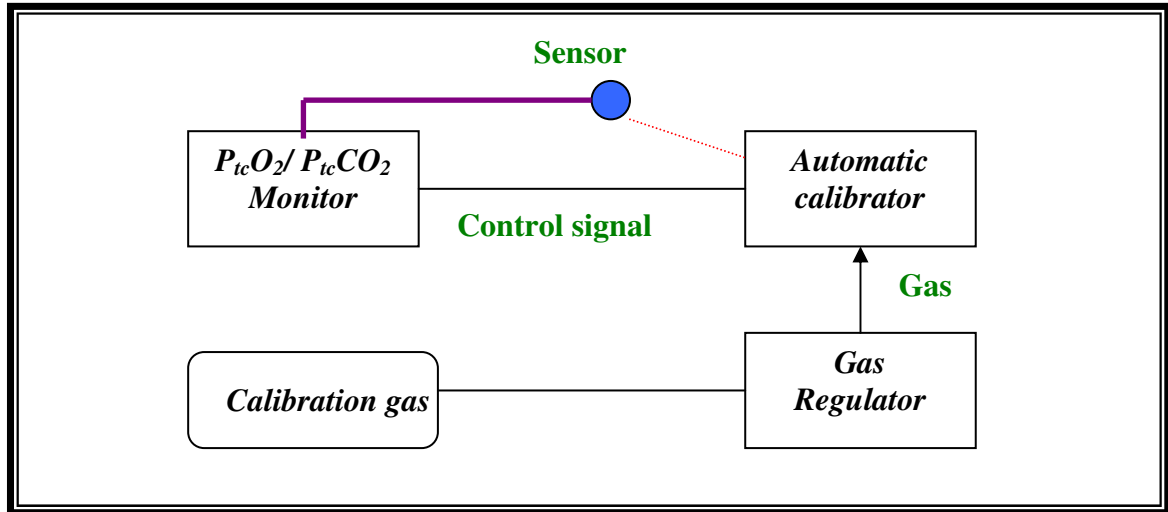 Sensor
PtcO2/ PtcCO2
Monitor
Automatic
calibrator
Control signal
Gas
Calibration gas
Gas
Regulator